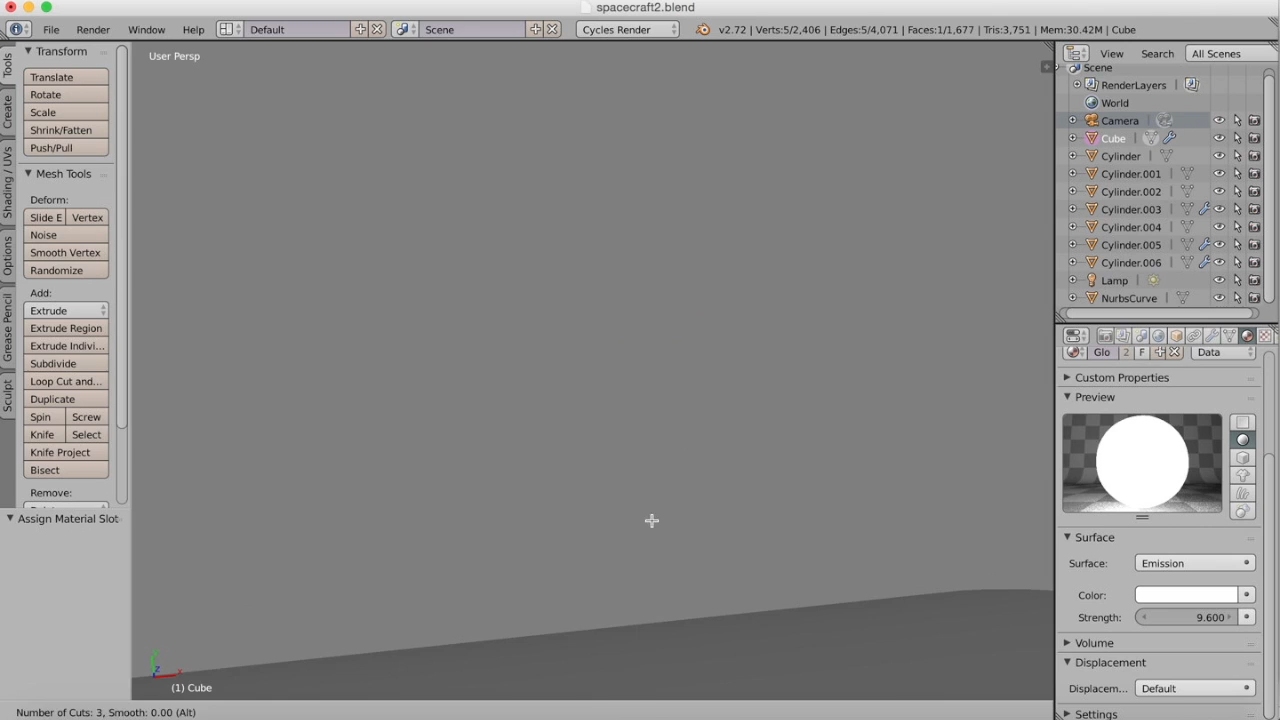 spacecraft2.blend
File Render Window Help Default Scene Cycles Render v2.72 | Verts:5/2,406 | Edges:5/4,071 | Faces:1/1,677 | Tris:3,751 | Mem:30.42M | Cube
Tools
Create
Shading / UVs
Options
Grease Pencil
Sculpt
Transform
Translate
Rotate
Scale
Shrink/Fatten
Push/Pull
Mesh Tools
Deform:
Slide E Vertex
Noise
Smooth Vertex
Randomize
Add:
Extrude
Extrude Region
Extrude Indivi...
Subdivide
Loop Cut and...
Duplicate
Spin Screw
Knife Select
Knife Project
Bisect
Remove:
Assign Material Slot
User Persp
(1) Cube
View Search All Scenes
Scene
RenderLayers |
World
Camera |
Cube |
Cylinder |
Cylinder.001 |
Cylinder.002 |
Cylinder.003 |
Cylinder.004 |
Cylinder.005 |
Cylinder.006 |
Lamp |
NurbsCurve |
Glo 2 F Data
Custom Properties
Preview
Surface
Surface: Emission
Color:
Strength: 9.600
Volume
Displacement
Displacem... Default
Settings
Number of Cuts: 3, Smooth: 0.00 (Alt)